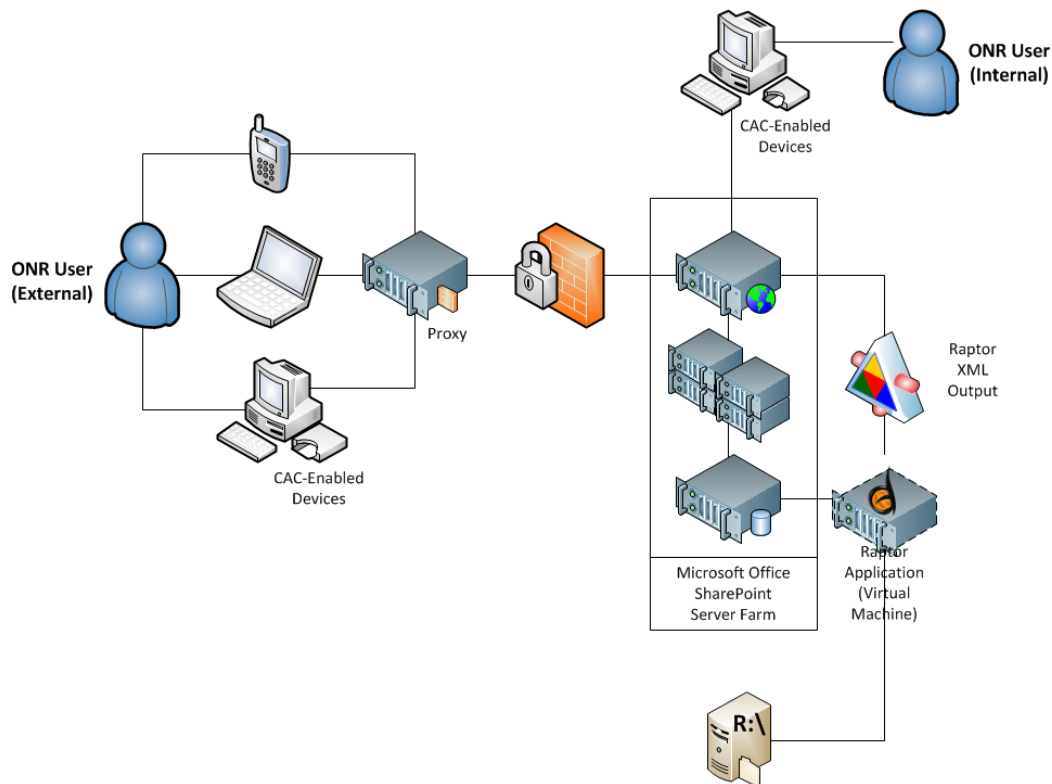 ONR User
(Internal)
CAC-Enabled
Devices
ONR User
(External)
Proxy
CAC-Enabled
Devices
Raptor
XML
Output
Microsoft Office
SharePoint
Server Farm
Raptor
Application
(Virtual
Machine)
R:\